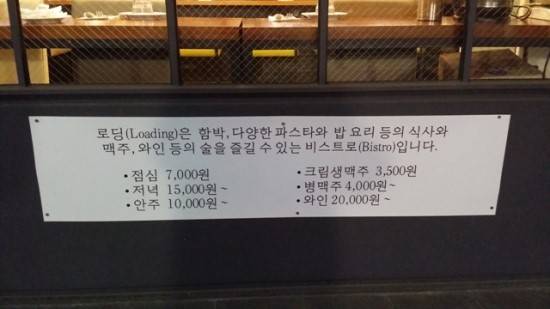 로딩(Loading)은 함박, 다양한 파스타와 밥 요리 등의 식사와
맥주, 와인 등의 술을 즐길 수 있는 비스트로(Bistro)입니다.
• 점심 7,000원
• 저녁 15,000원~
• 안주 10,000원~
• 크림생맥주 3,500원
• 병맥주 4,000원~
• 와인 20,000원~